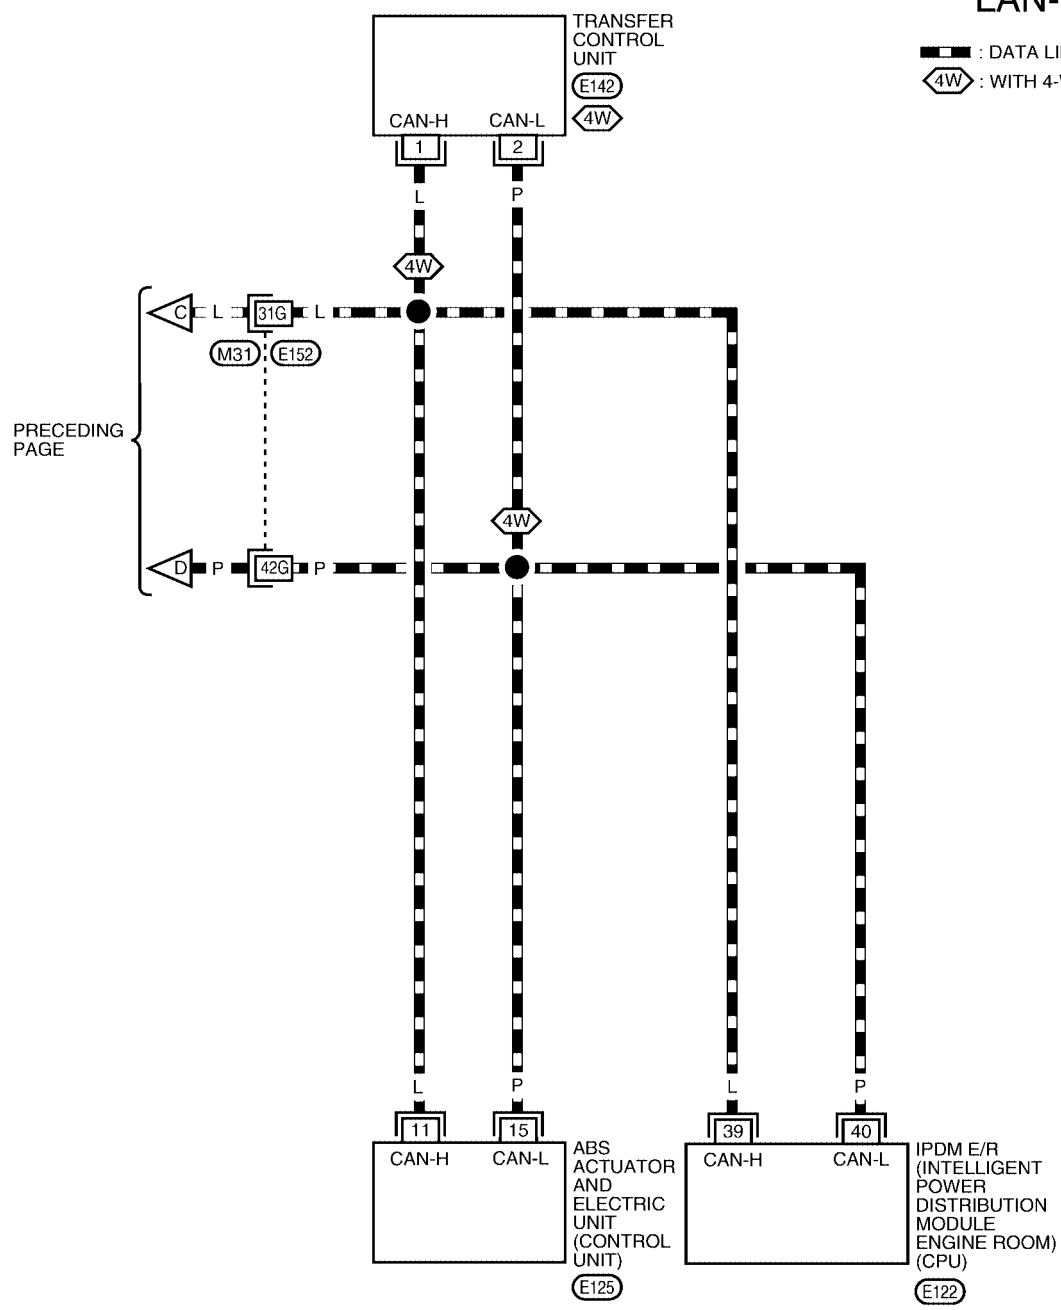 LAN-
: DATA LI
4W : WITH 4-
TRANSFER
CONTROL
UNIT
E142
4W
CAN-H CAN-L
1 2
L P
4W
C L 31G L
M31 E152
PRECEDING
PAGE
4W
D P 42G P
L P L P
11 15 39 40
CAN-H CAN-L
ABS
ACTUATOR
AND
ELECTRIC
UNIT
(CONTROL
UNIT)
E125
CAN-H CAN-L
IPDM E/R
(INTELLIGENT
POWER
DISTRIBUTION
MODULE
ENGINE ROOM)
(CPU)
E122